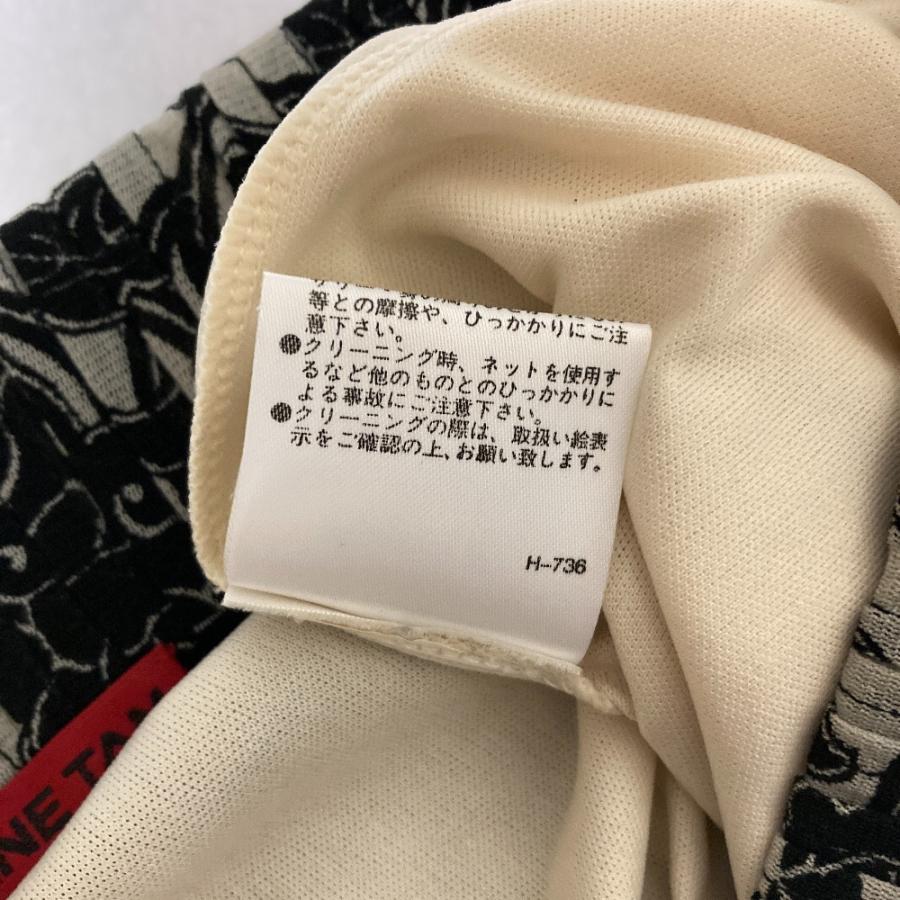 等との摩擦や、ひっかかりにご注
意下さい。
●クリーニング時、ネットを使用す
るなど他のものとのひっかかりに
よる事故にご注意下さい。
●クリーニングの際は、取扱い絵表
示をご確認の上、お願い致します。
H-736
NE TAM